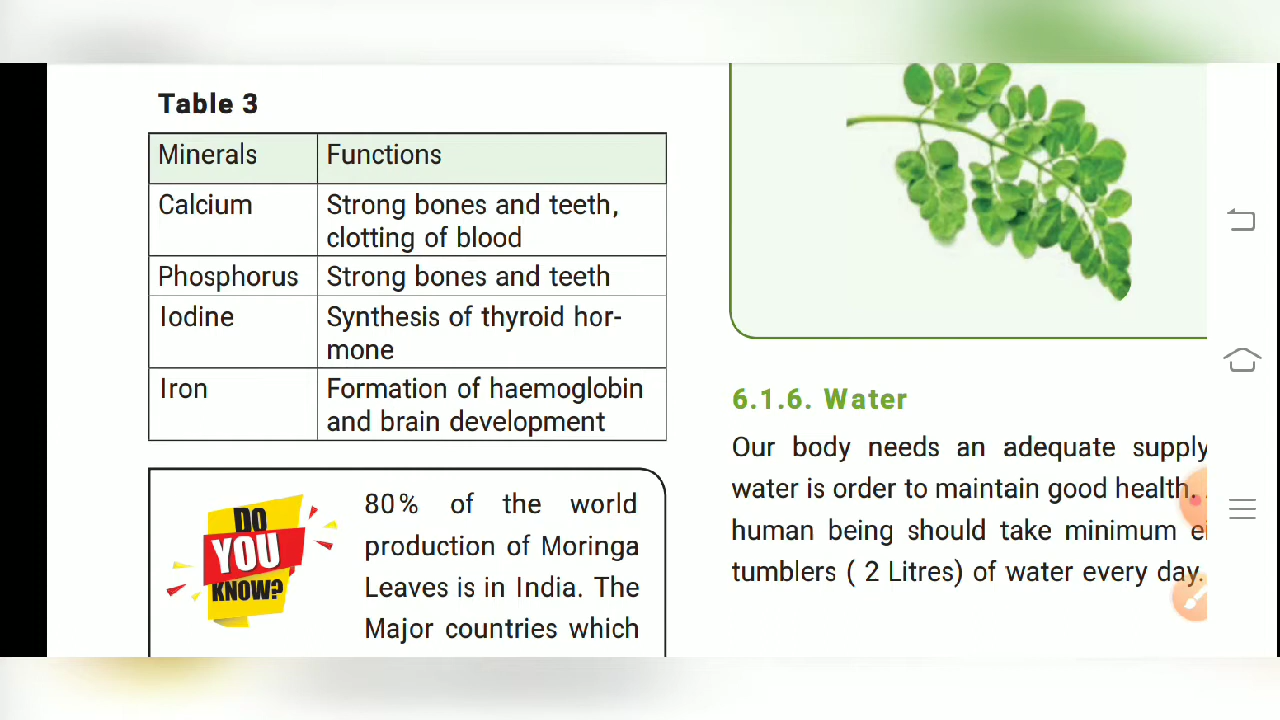 Table 3
Minerals Functions
Calcium Strong bones and teeth,
clotting of blood
Phosphorus Strong bones and teeth
Iodine Synthesis of thyroid hor-
mone
Iron Formation of haemoglobin
and brain development
DO
YOU
KNOW?
80% of the world
production of Moringa
Leaves is in India. The
Major countries which
6.1.6. Water
Our body needs an adequate supply
water is order to maintain good health.
human being should take minimum
tumblers ( 2 Litres) of water every day.